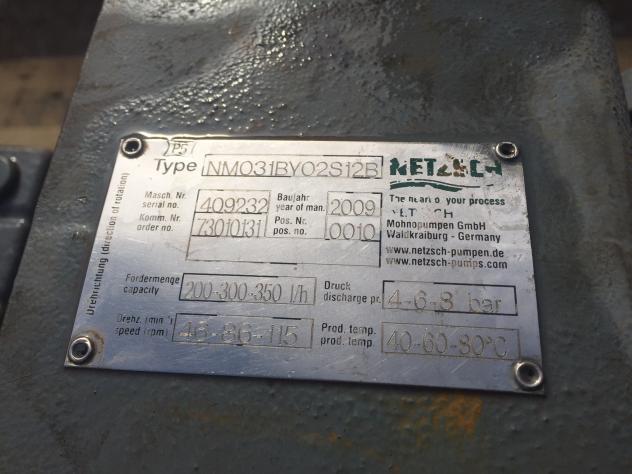 PS
Type NM031BY02S12B
NETZSCH
The heart of your process
NETZSCH
Mohnopumpen GmbH
Waldkraiburg - Germany
www.netzsch-pumpen.de
www.netzsch-pumps.com
Masch. Nr. 409232 Baujahr 2009
serial no. year of man.
Komm. Nr. 73010131 Pos. Nr. 0010
order no. pos. no.
Drehrichtung (direction of rotation)
Fördermenge 200-300-350 l/h Druck 4-6-8 bar
capacity discharge pr.
Drehz. (min⁻¹) 46-86-115 Prod. temp. 40-60-80°C
speed (rpm) prod. temp.